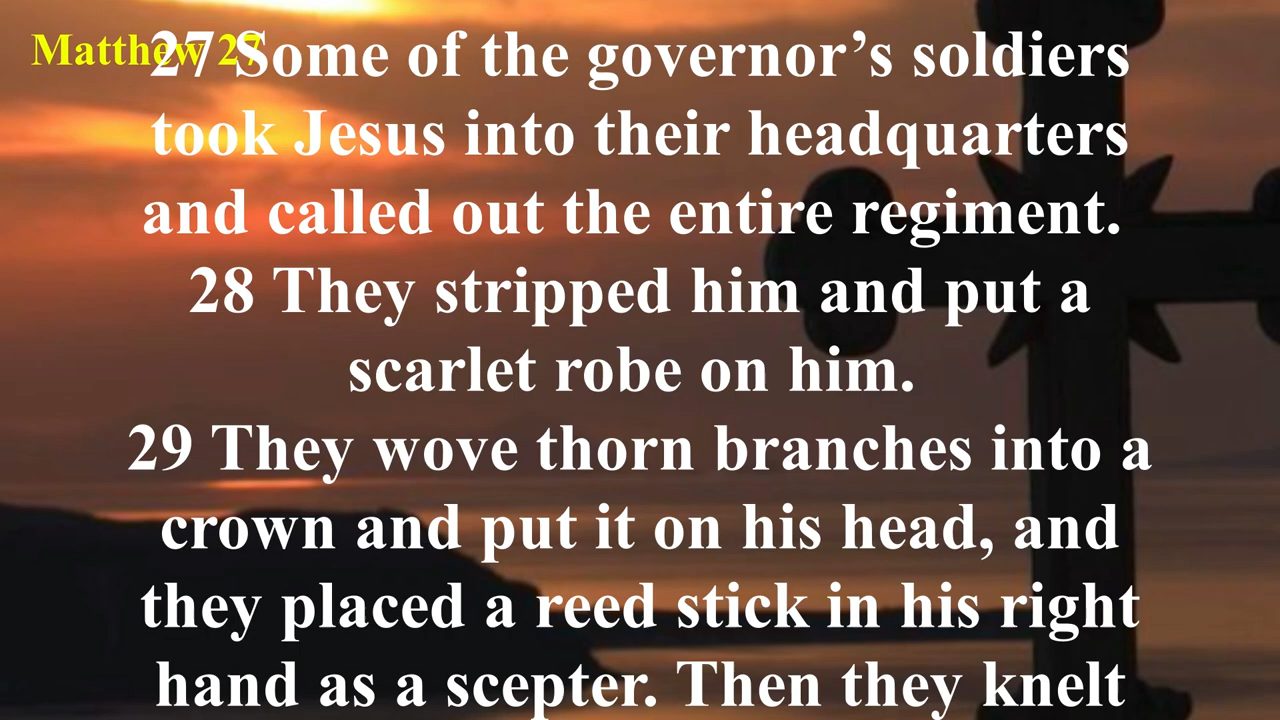 Matthew 27
27 Some of the governor’s soldiers
took Jesus into their headquarters
and called out the entire regiment.
28 They stripped him and put a
scarlet robe on him.
29 They wove thorn branches into a
crown and put it on his head, and
they placed a reed stick in his right
hand as a scepter. Then they knelt